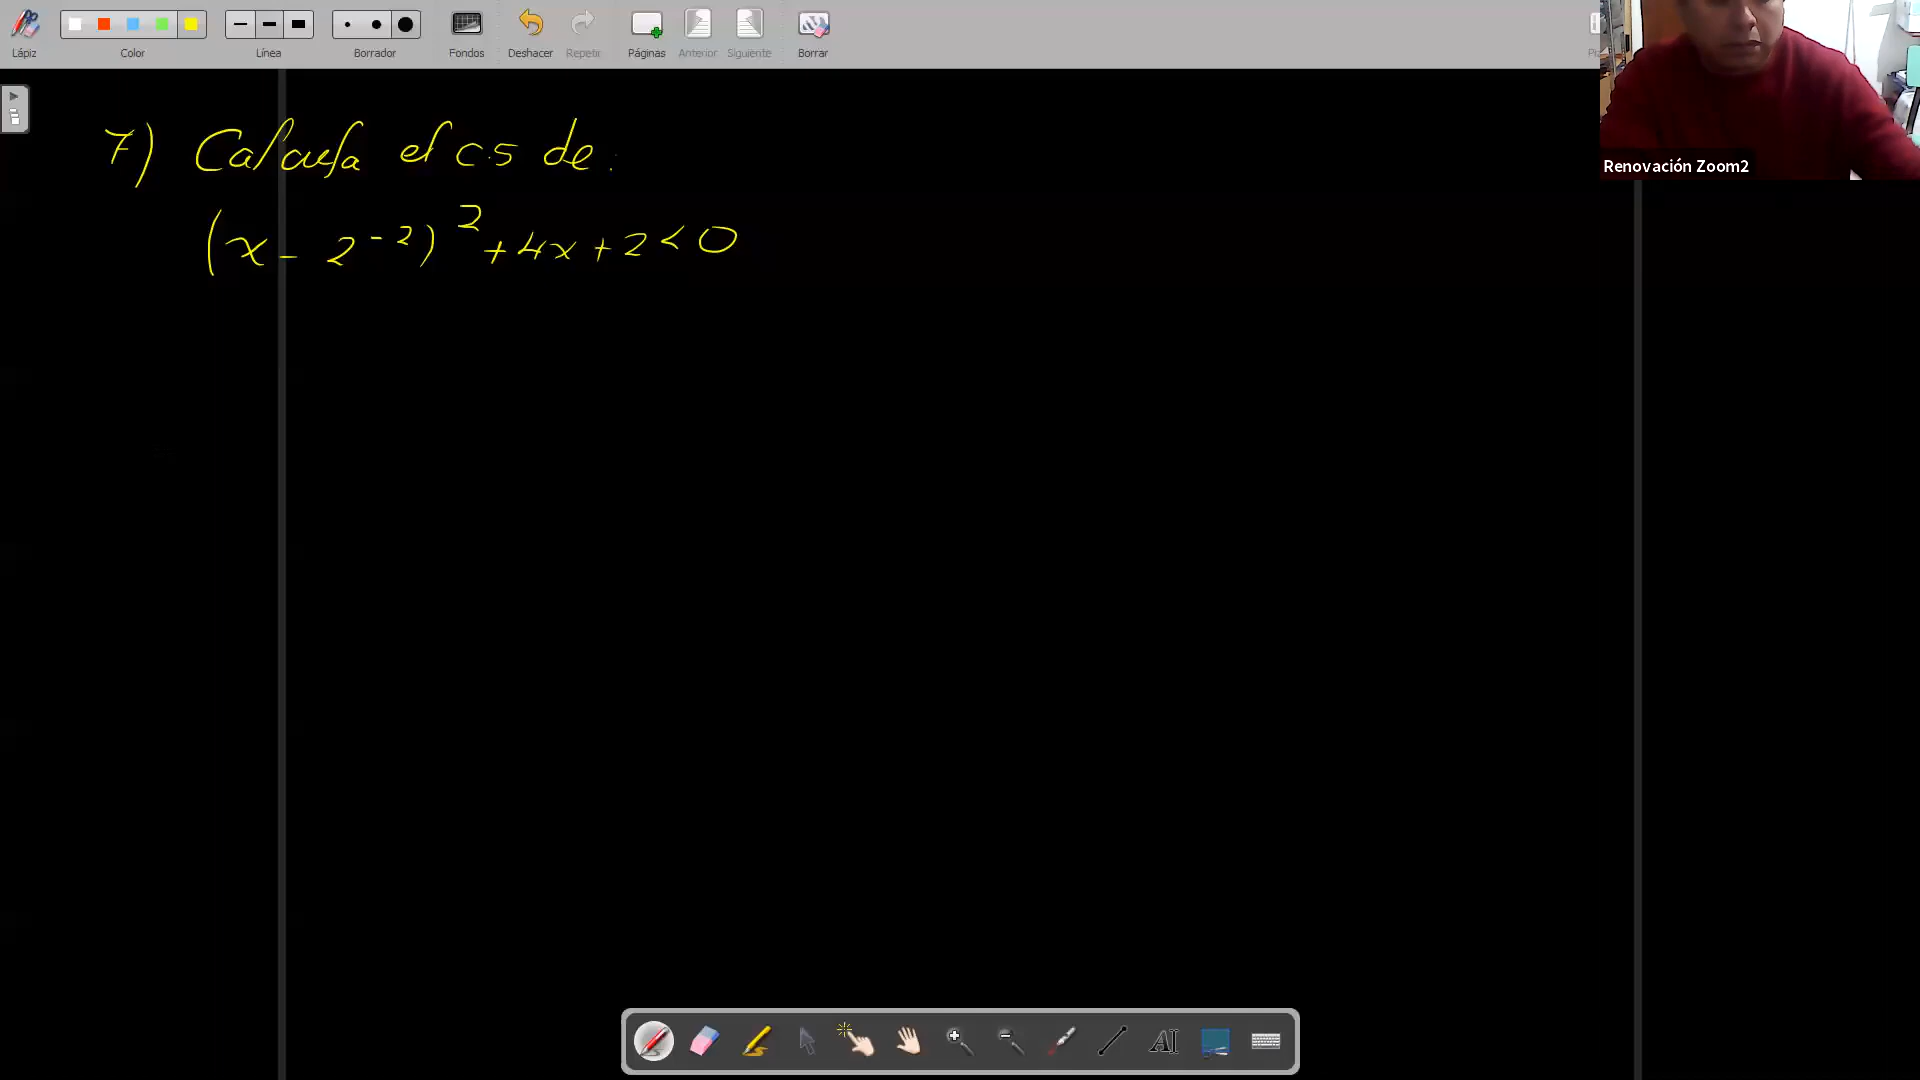 Lápiz Color Línea Borrador Fondos Deshacer Repetir Páginas Anterior Siguiente Borrar
Renovación Zoom2
7) Calcula el c.s de:
(x - 2⁻²)² + 4x + 2 < 0
AI